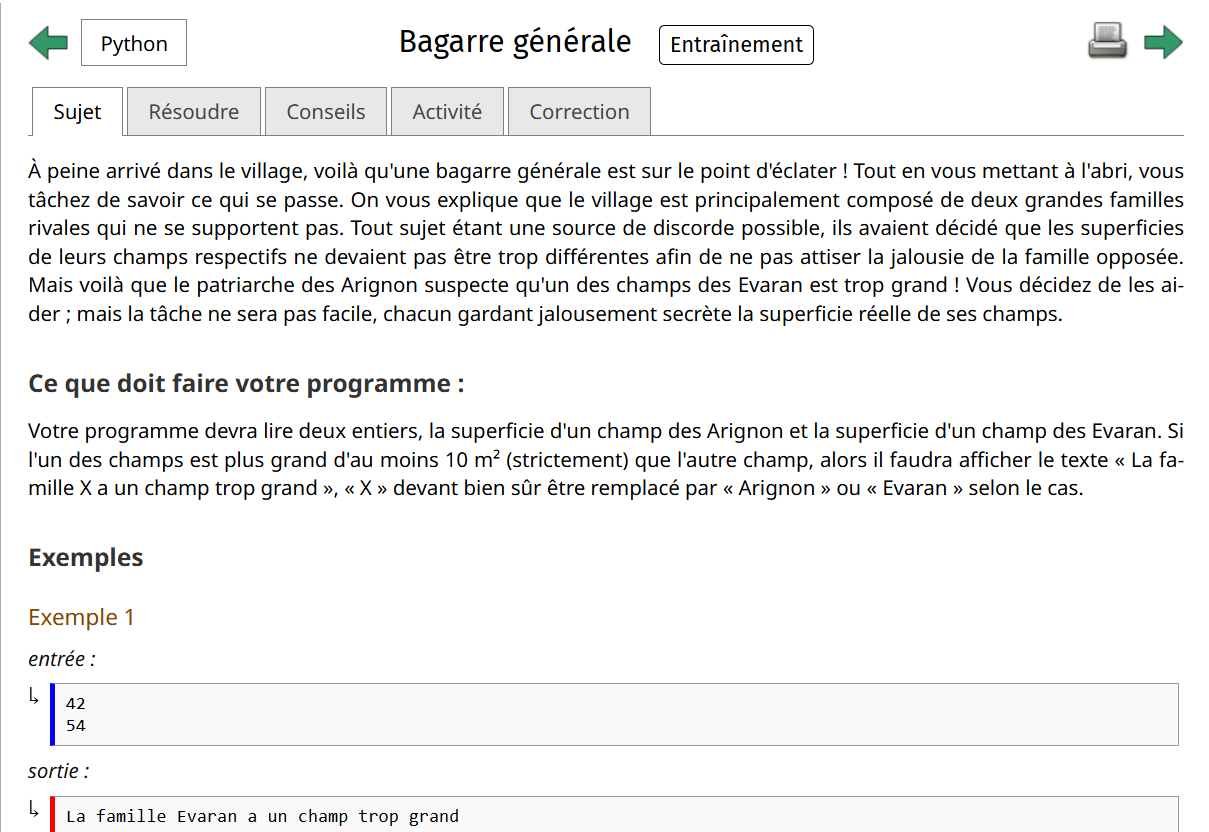 Python
Bagarre générale
Entraînement
Sujet
Résoudre
Conseils
Activité
Correction
À peine arrivé dans le village, voilà qu'une bagarre générale est sur le point d'éclater ! Tout en vous mettant à l'abri, vous
tâchez de savoir ce qui se passe. On vous explique que le village est principalement composé de deux grandes familles
rivales qui ne se supportent pas. Tout sujet étant une source de discorde possible, ils avaient décidé que les superficies
de leurs champs respectifs ne devaient pas être trop différentes afin de ne pas attiser la jalousie de la famille opposée.
Mais voilà que le patriarche des Arignon suspecte qu'un des champs des Evaran est trop grand ! Vous décidez de les ai-
der ; mais la tâche ne sera pas facile, chacun gardant jalousement secrète la superficie réelle de ses champs.
Ce que doit faire votre programme :
Votre programme devra lire deux entiers, la superficie d'un champ des Arignon et la superficie d'un champ des Evaran. Si
l'un des champs est plus grand d'au moins 10 m² (strictement) que l'autre champ, alors il faudra afficher le texte « La fa-
mille X a un champ trop grand », « X » devant bien sûr être remplacé par « Arignon » ou « Evaran » selon le cas.
Exemples
Exemple 1
entrée :
42
54
sortie :
La famille Evaran a un champ trop grand